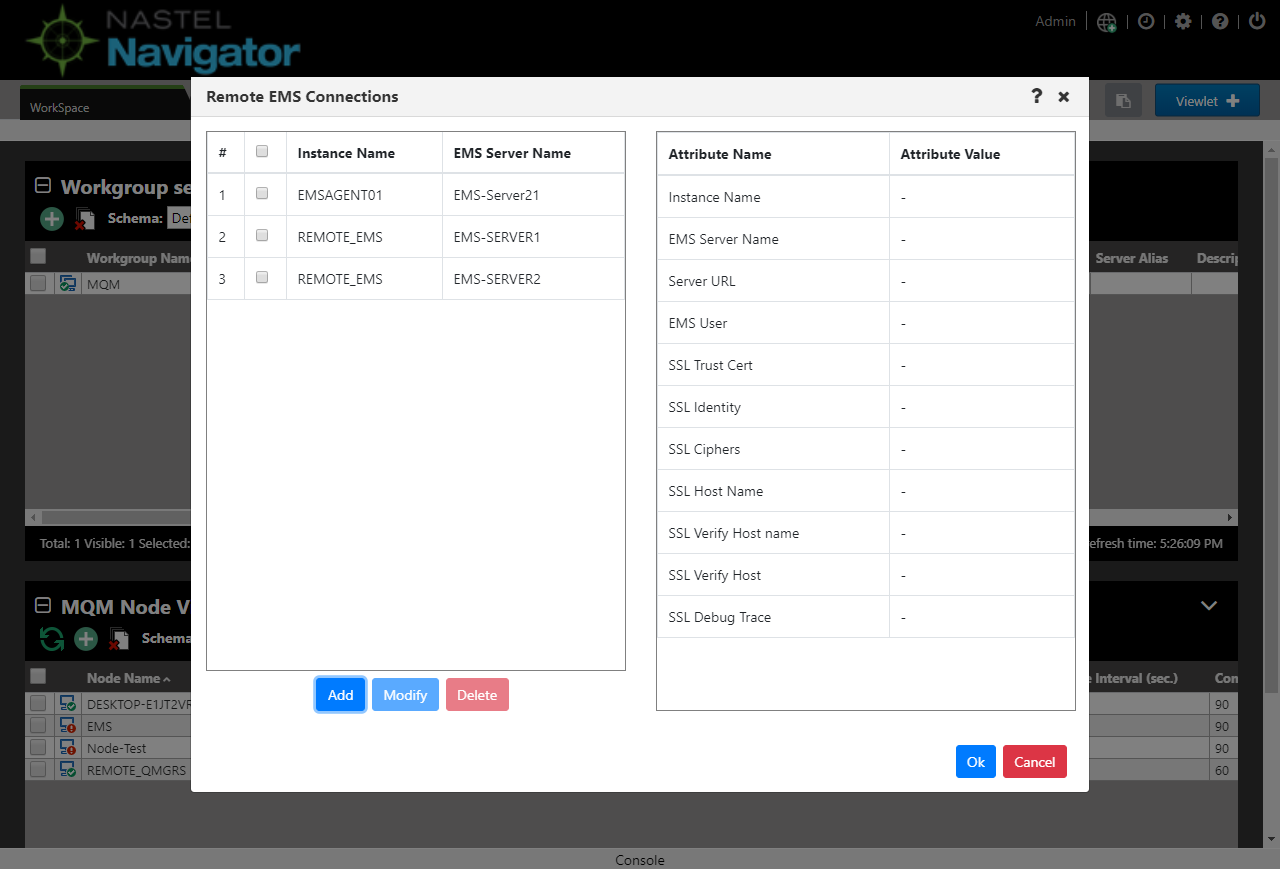 NASTEL
Navigator
Admin
WorkSpace
Viewlet
Remote EMS Connections
# Instance Name EMS Server Name
1 EMSAGENT01 EMS-Server21
2 REMOTE_EMS EMS-SERVER1
3 REMOTE_EMS EMS-SERVER2
Add Modify Delete
Attribute Name Attribute Value
Instance Name -
EMS Server Name -
Server URL -
EMS User -
SSL Trust Cert -
SSL Identity -
SSL Ciphers -
SSL Host Name -
SSL Verify Host name -
SSL Verify Host -
SSL Debug Trace -
Ok Cancel
Workgroup se
Schema: Def
Workgroup Name Server Alias Descrip
MQM
Total: 1 Visible: 1 Selected: efresh time: 5:26:09 PM
MQM Node V
Schema
Node Name Interval (sec.) Con
DESKTOP-E1JT2VR 90
EMS 90
Node-Test 90
REMOTE_QMGRS 60
Console